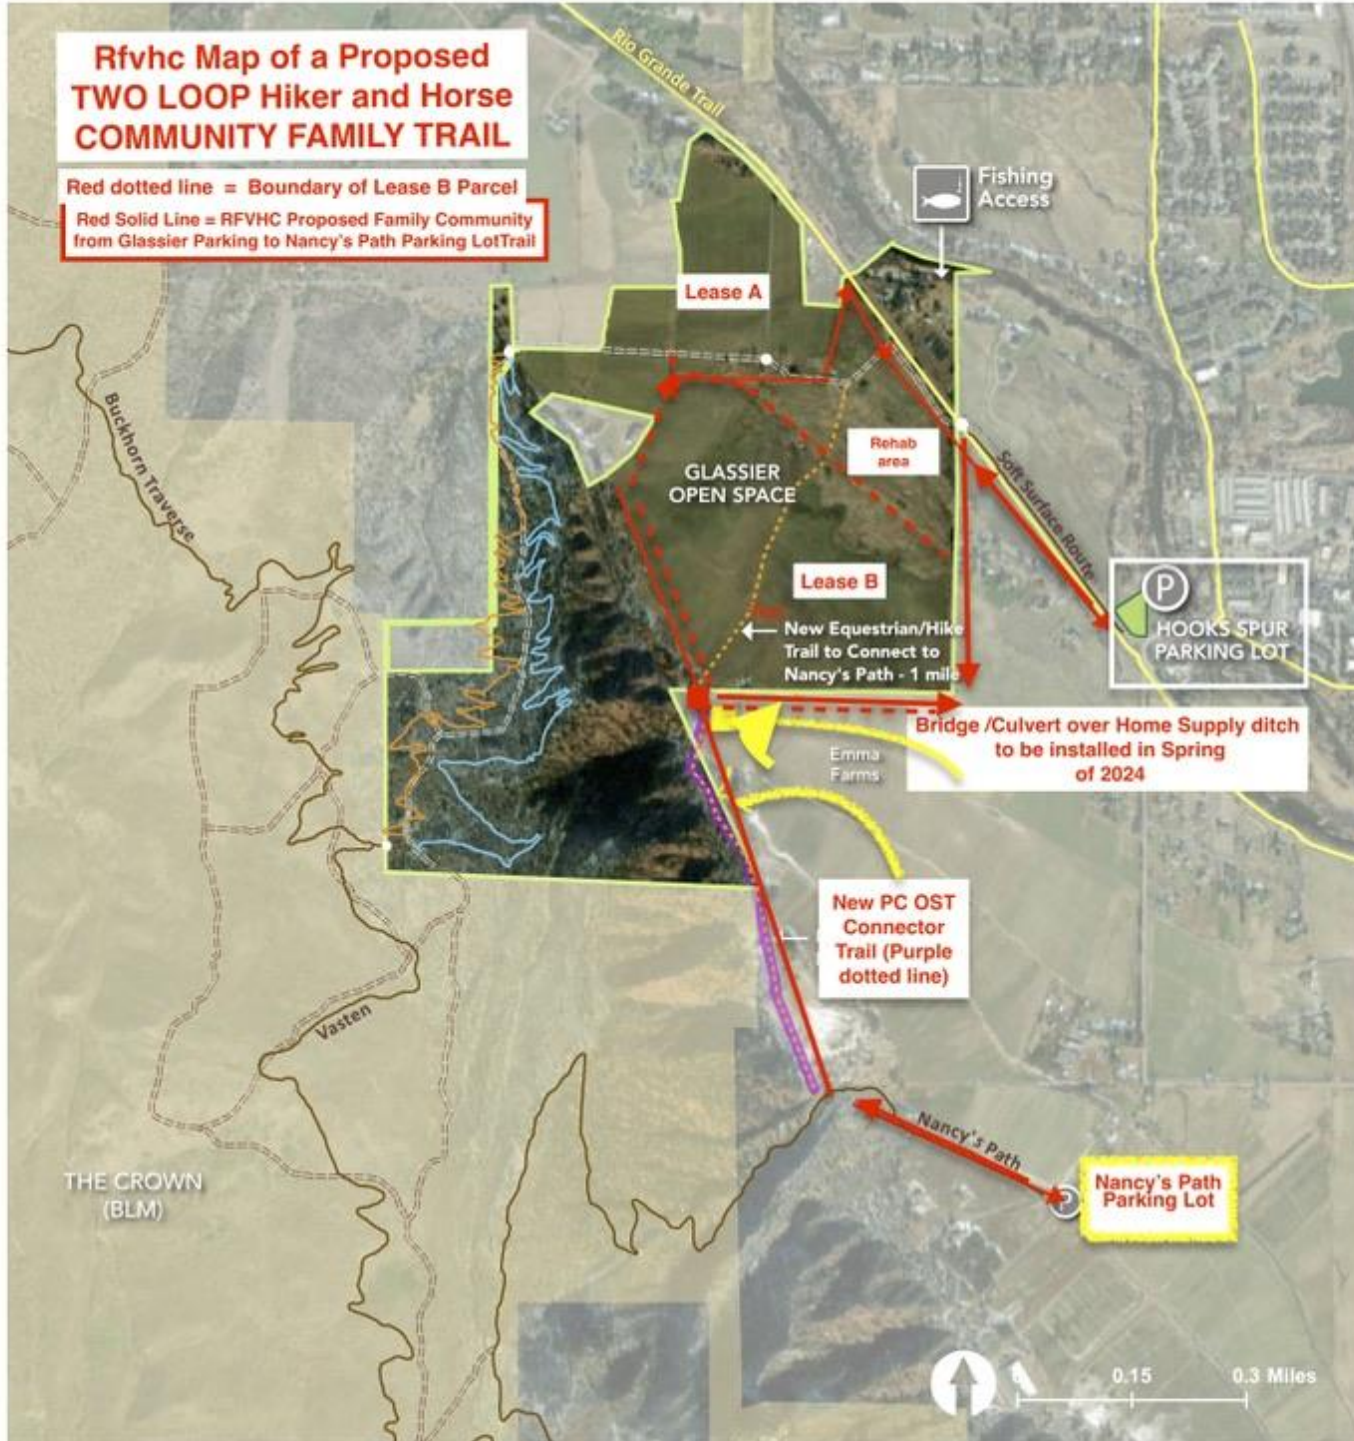 Rfvhc Map of a Proposed
TWO LOOP Hiker and Horse
COMMUNITY FAMILY TRAIL
Red dotted line = Boundary of Lease B Parcel
Red Solid Line = RFVHC Proposed Family Community
from Glassier Parking to Nancy's Path Parking LotTrail
Rio Grande Trail
Fishing
Access
Lease A
Buckhorn Traverse
Rehab
area
GLASSIER
OPEN SPACE
Soft Surface Route
Lease B
P
HOOKS SPUR
PARKING LOT
New Equestrian/Hike
Trail to Connect to
Nancy's Path - 1 mile
Bridge /Culvert over Home Supply ditch
to be installed in Spring
of 2024
Emma
Farms
New PC OST
Connector
Trail (Purple
dotted line)
Vasten
Nancy's Path
P
Nancy's Path
Parking Lot
THE CROWN
(BLM)
0.15
0.3 Miles